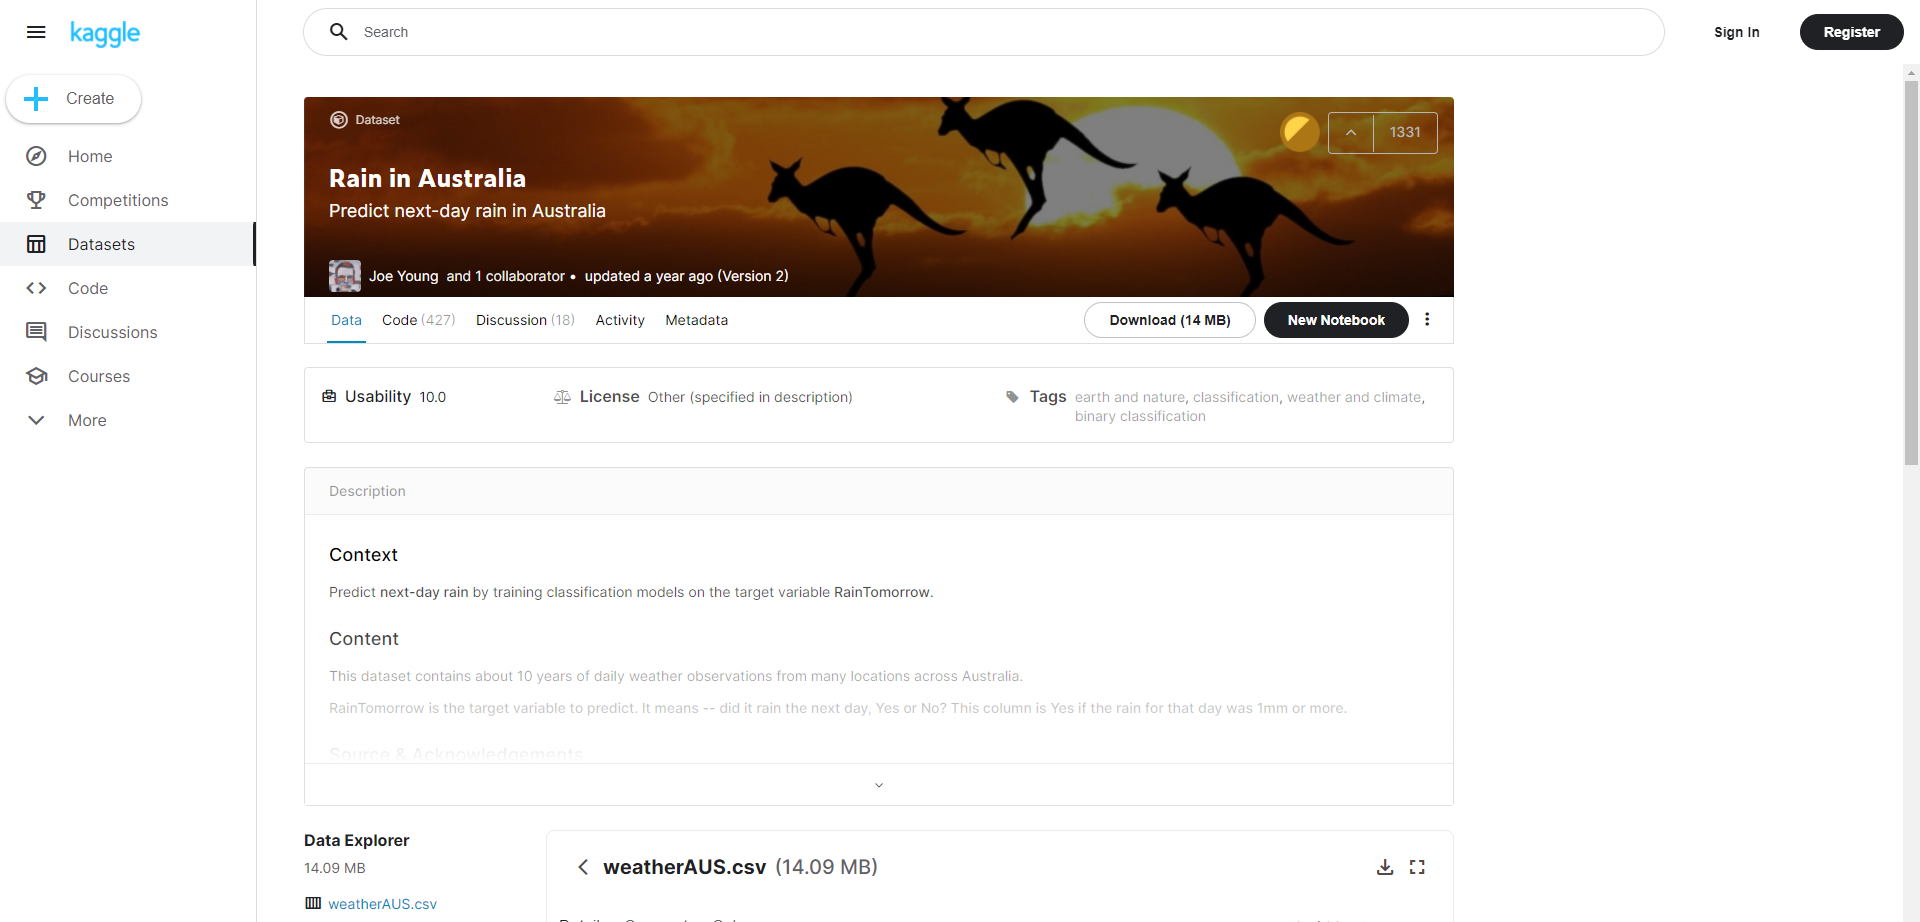 kaggle
Search
Sign In
Register
Create
Home
Competitions
Datasets
Code
Discussions
Courses
More
Dataset
1331
Rain in Australia
Predict next-day rain in Australia
Joe Young and 1 collaborator • updated a year ago (Version 2)
Data
Code (427)
Discussion (18)
Activity
Metadata
Download (14 MB)
New Notebook
Usability 10.0
License Other (specified in description)
Tags earth and nature, classification, weather and climate,
binary classification
Description
Context
Predict next-day rain by training classification models on the target variable RainTomorrow.
Content
This dataset contains about 10 years of daily weather observations from many locations across Australia.
RainTomorrow is the target variable to predict. It means -- did it rain the next day, Yes or No? This column is Yes if the rain for that day was 1mm or more.
Source & Acknowledgements
Data Explorer
14.09 MB
weatherAUS.csv
weatherAUS.csv (14.09 MB)